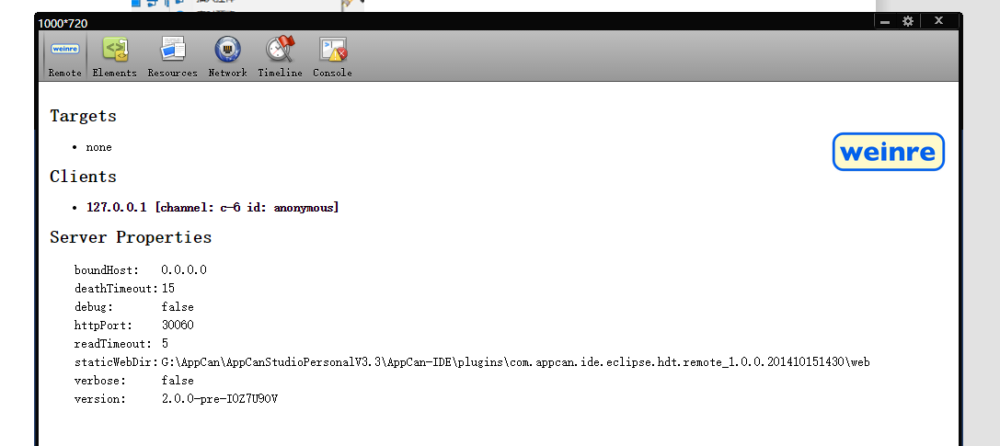 1000*720
weinre
Remote Elements Resources Network Timeline Console
Targets
• none
weinre
Clients
• 127.0.0.1 [channel: c-6 id: anonymous]
Server Properties
boundHost: 0.0.0.0
deathTimeout: 15
debug: false
httpPort: 30060
readTimeout: 5
staticWebDir: G:\AppCan\AppCanStudioPersonalV3.3\AppCan-IDE\plugins\com.appcan.ide.eclipse.hdt.remote_1.0.0.201410151430\web
verbose: false
version: 2.0.0-pre-I0Z7U9OV